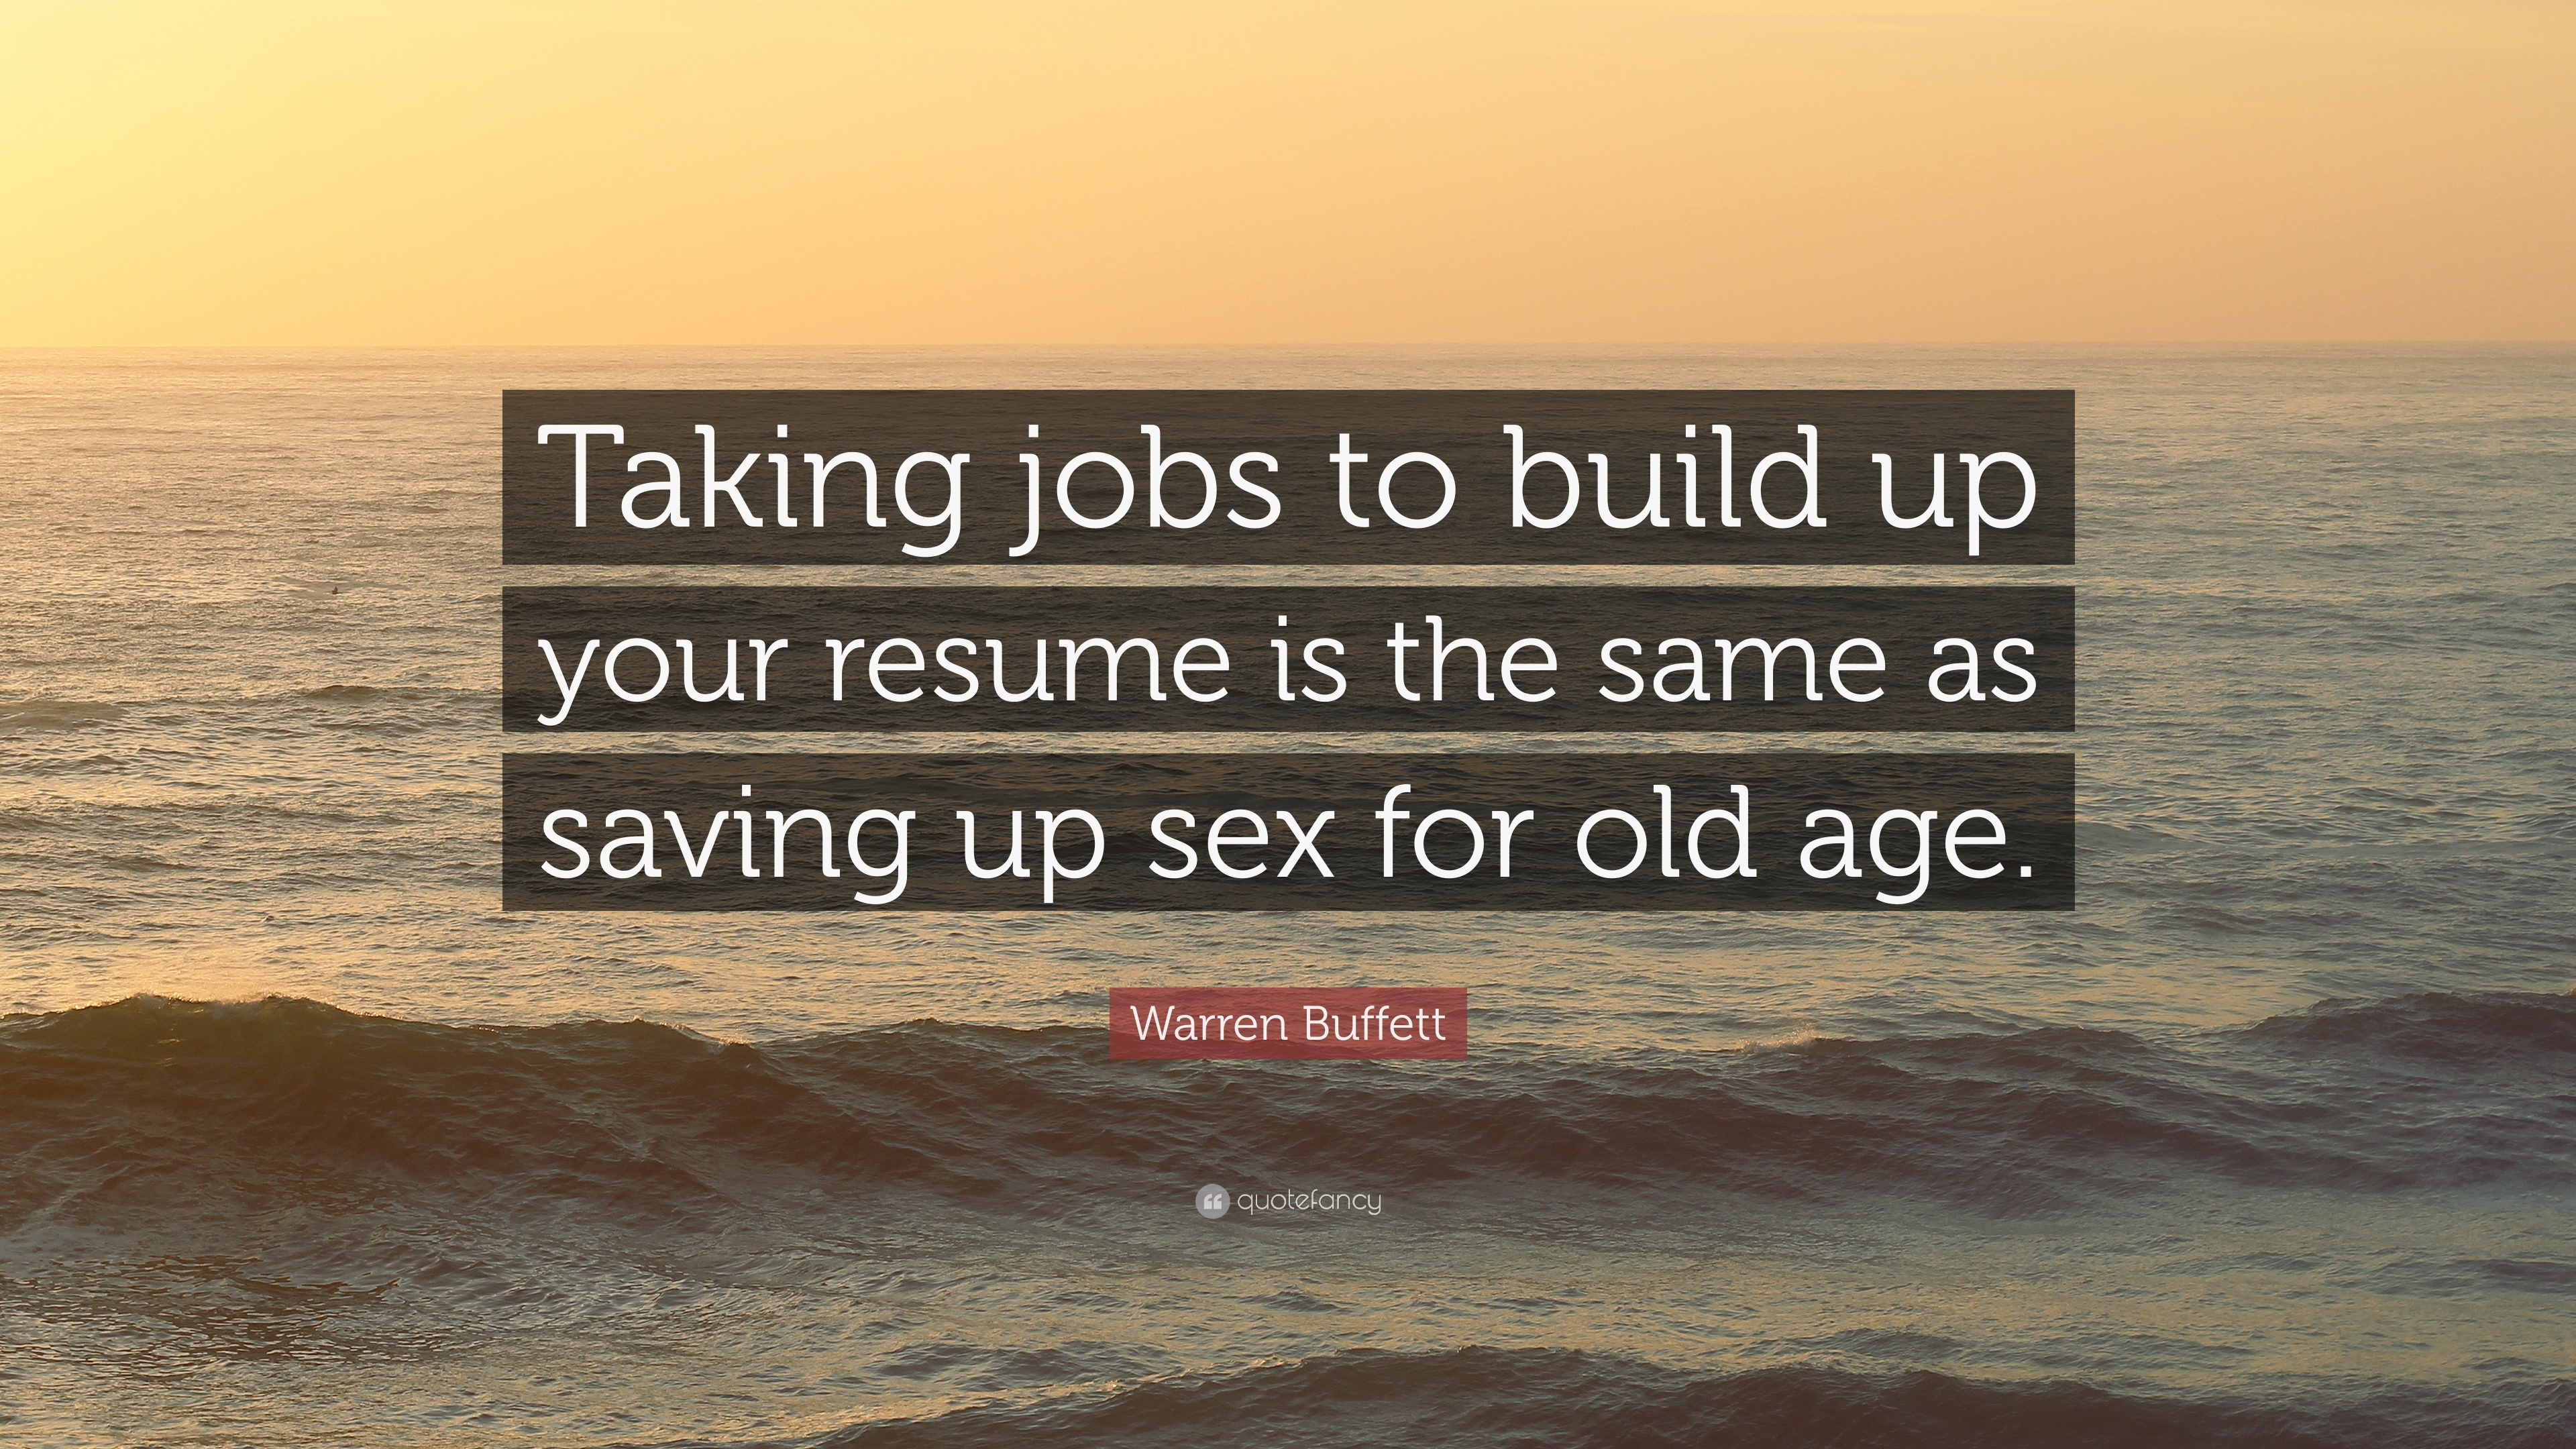 Taking jobs to build up
your resume is the same as
saving up sex for old age.
Warren Buffett
quotefancy